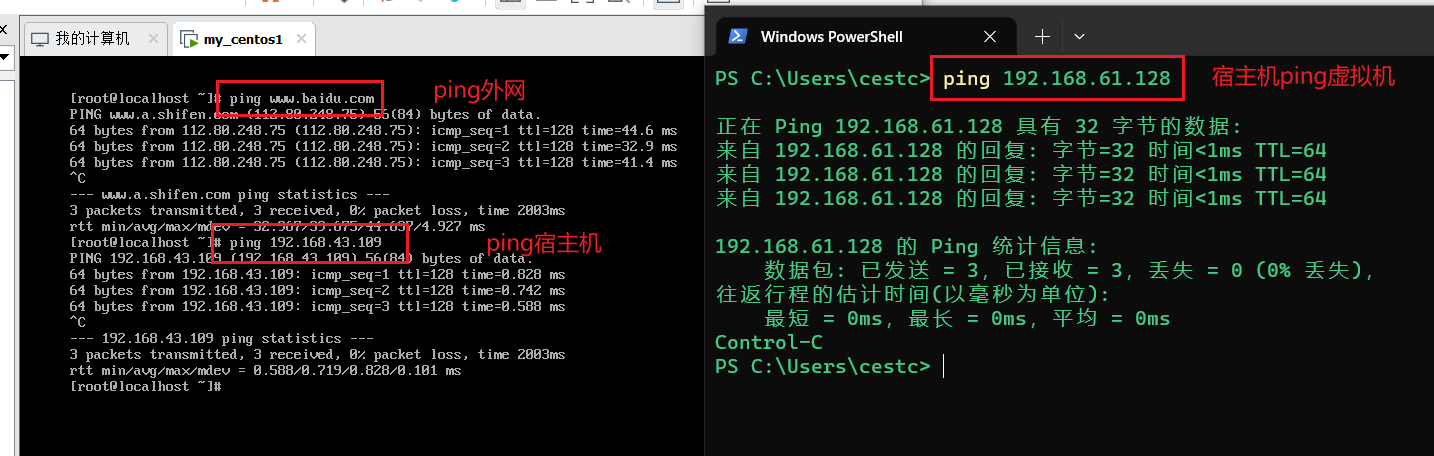 我的计算机
my_centos1
[root@localhost ~]# ping www.baidu.com
ping外网
PING www.a.shifen.com (112.80.248.75) 56(84) bytes of data.
64 bytes from 112.80.248.75 (112.80.248.75): icmp_seq=1 ttl=128 time=44.6 ms
64 bytes from 112.80.248.75 (112.80.248.75): icmp_seq=2 ttl=128 time=32.9 ms
64 bytes from 112.80.248.75 (112.80.248.75): icmp_seq=3 ttl=128 time=41.4 ms
^C
--- www.a.shifen.com ping statistics ---
3 packets transmitted, 3 received, 0% packet loss, time 2003ms
rtt min/avg/max/mdev = 32.967/39.675/44.637/4.927 ms
[root@localhost ~]# ping 192.168.43.109
ping宿主机
PING 192.168.43.109 (192.168.43.109) 56(84) bytes of data.
64 bytes from 192.168.43.109: icmp_seq=1 ttl=128 time=0.828 ms
64 bytes from 192.168.43.109: icmp_seq=2 ttl=128 time=0.742 ms
64 bytes from 192.168.43.109: icmp_seq=3 ttl=128 time=0.588 ms
^C
--- 192.168.43.109 ping statistics ---
3 packets transmitted, 3 received, 0% packet loss, time 2003ms
rtt min/avg/max/mdev = 0.588/0.719/0.828/0.101 ms
[root@localhost ~]#
Windows PowerShell
PS C:\Users\cestc> ping 192.168.61.128
宿主机ping虚拟机
正在 Ping 192.168.61.128 具有 32 字节的数据:
来自 192.168.61.128 的回复: 字节=32 时间<1ms TTL=64
来自 192.168.61.128 的回复: 字节=32 时间<1ms TTL=64
来自 192.168.61.128 的回复: 字节=32 时间<1ms TTL=64
192.168.61.128 的 Ping 统计信息:
数据包: 已发送 = 3, 已接收 = 3, 丢失 = 0 (0% 丢失),
往返行程的估计时间(以毫秒为单位):
最短 = 0ms, 最长 = 0ms, 平均 = 0ms
Control-C
PS C:\Users\cestc>